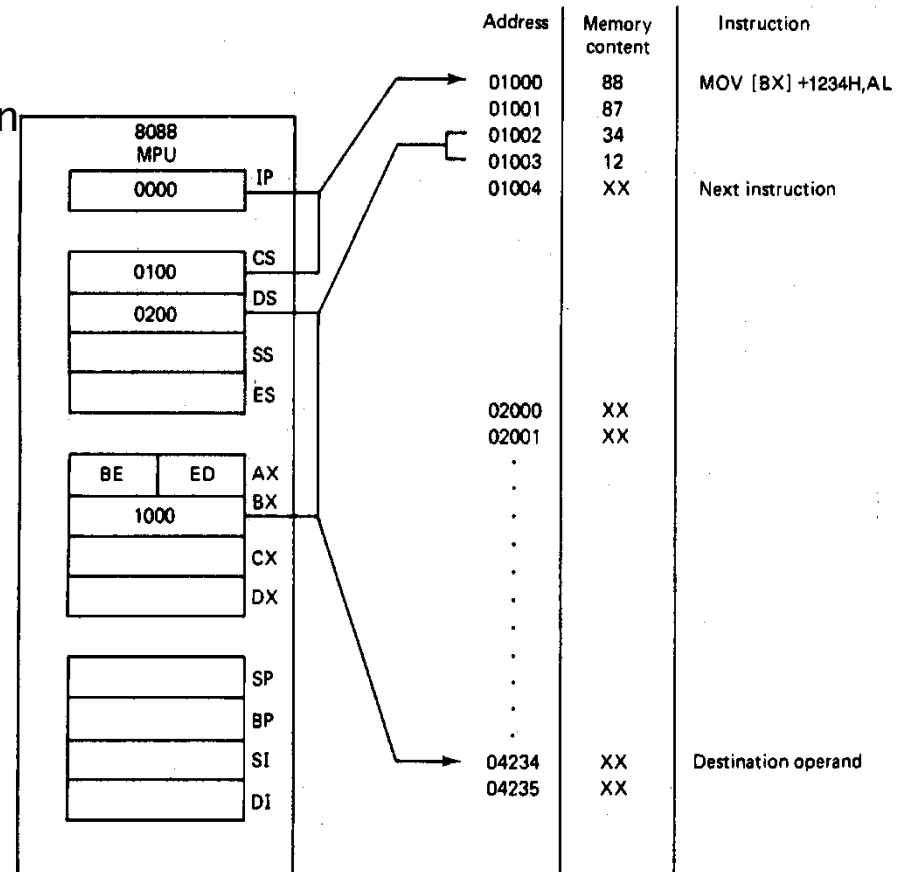 n
8088
MPU
0000 IP
0100 CS
0200 DS
SS
ES
BE ED AX
1000 BX
CX
DX
SP
BP
SI
DI
Address Memory content Instruction
01000 88 MOV [BX] +1234H,AL
01001 87
01002 34
01003 12
01004 XX Next instruction
02000 XX
02001 XX
04234 XX Destination operand
04235 XX